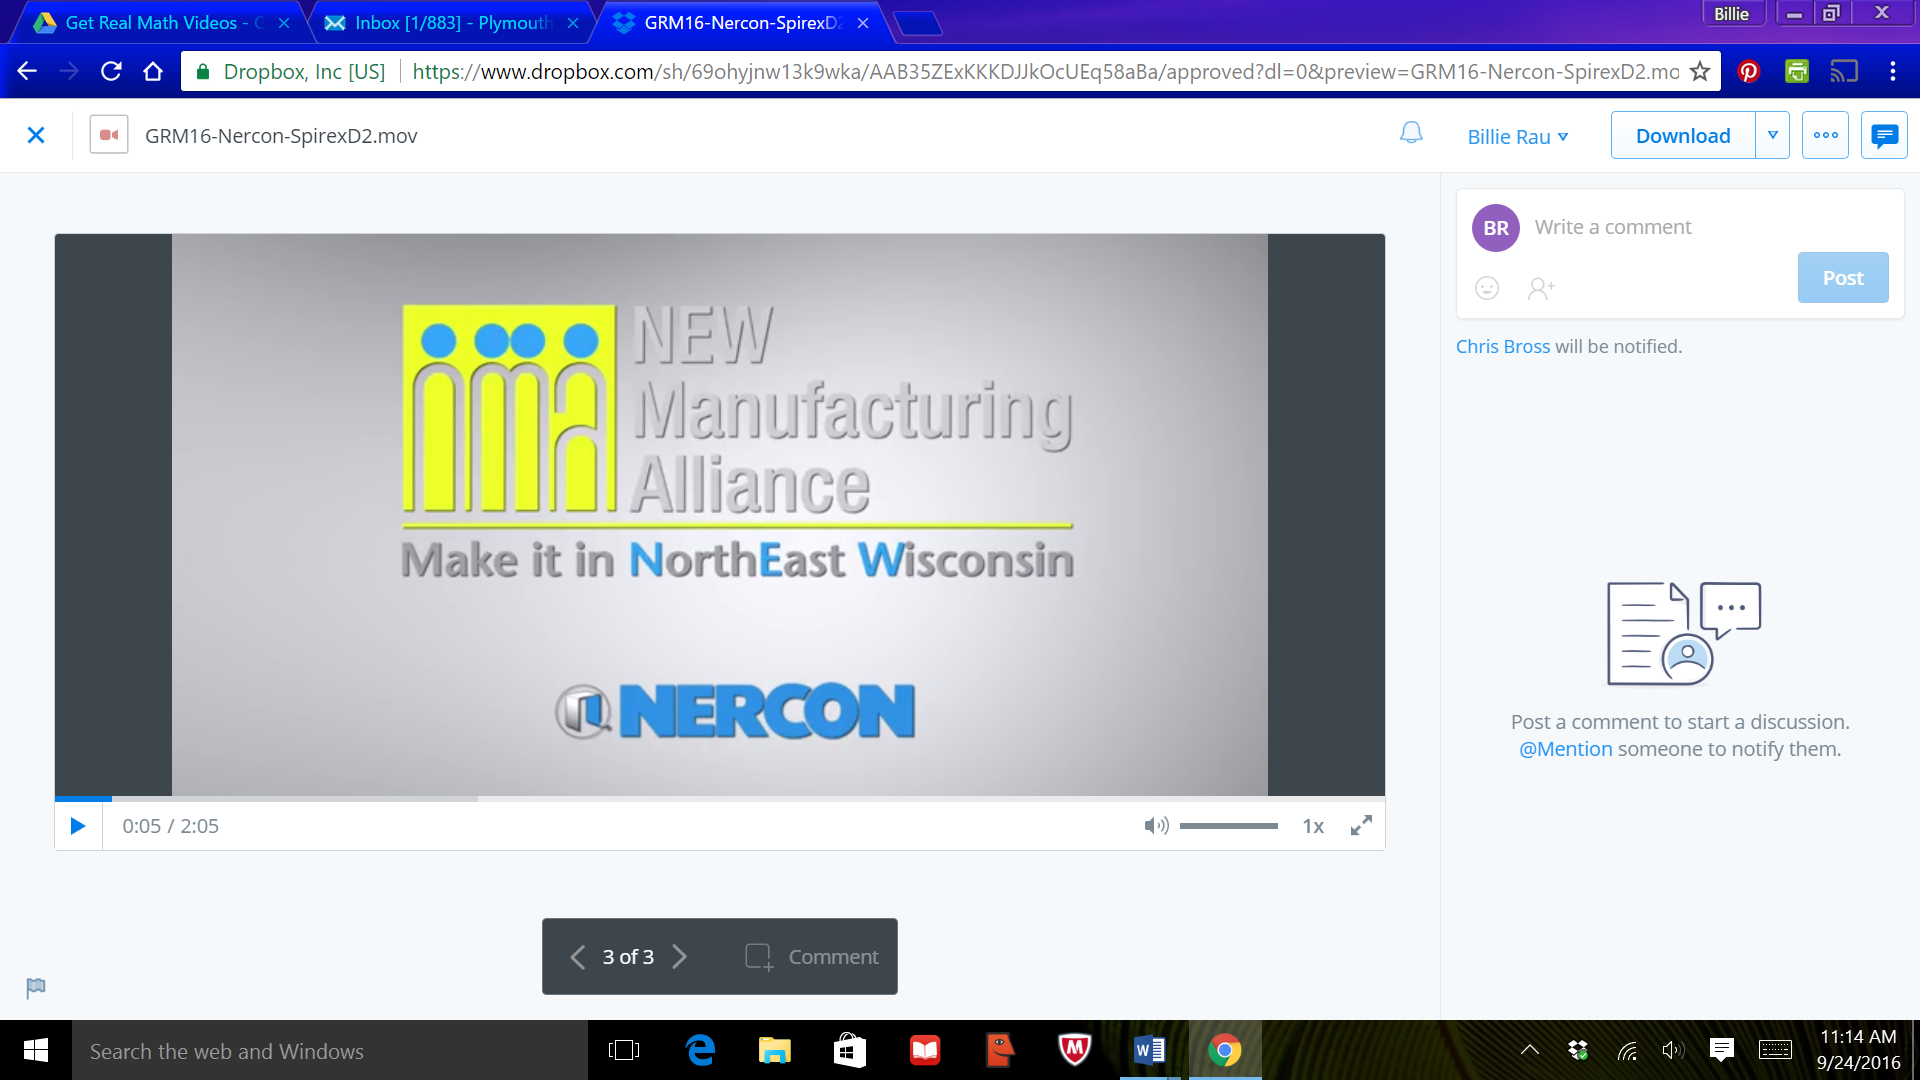 Get Real Math Videos - G
Inbox [1/883] - Plymouth
GRM16-Nercon-SpirexD2
Billie
Dropbox, Inc [US]
https://www.dropbox.com/sh/69ohyjnw13k9wka/AAB35ZExKKKDJJkOcUEq58aBa/approved?dl=0&preview=GRM16-Nercon-SpirexD2.mo
GRM16-Nercon-SpirexD2.mov
Billie Rau
Download
BR
Write a comment
Post
Chris Bross will be notified.
nma
NEW
Manufacturing
Alliance
Make it in NorthEast Wisconsin
NERCON
Post a comment to start a discussion.
@Mention someone to notify them.
0:05 / 2:05
1x
3 of 3
Comment
Search the web and Windows
11:14 AM
9/24/2016